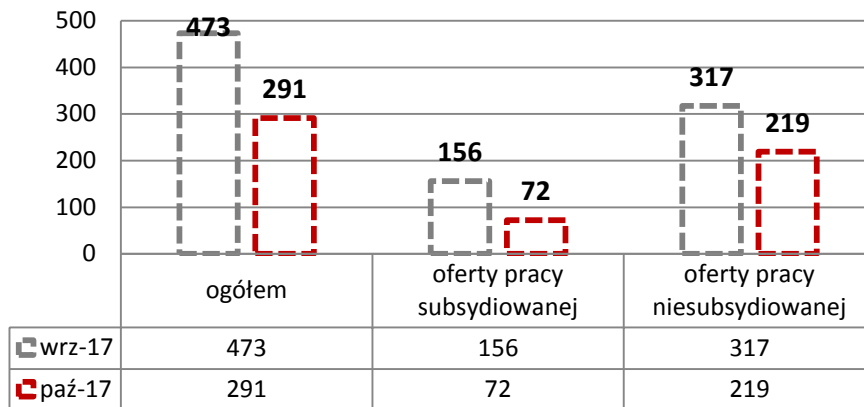 500
400
300
200
100
0
473
291
156
72
317
219
ogółem
oferty pracy
subsydiowanej
oferty pracy
niesubsydiowanej
wrz-17 473 156 317
paź-17 291 72 219